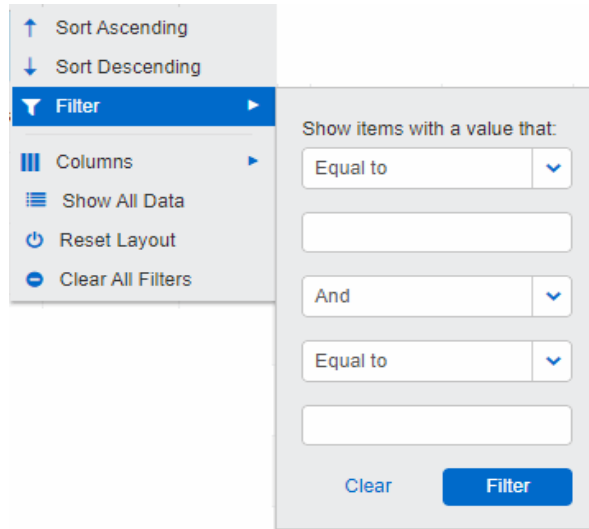 Sort Ascending
Sort Descending
Filter
Columns
Show All Data
Reset Layout
Clear All Filters
Show items with a value that:
Equal to
And
Equal to
Clear
Filter